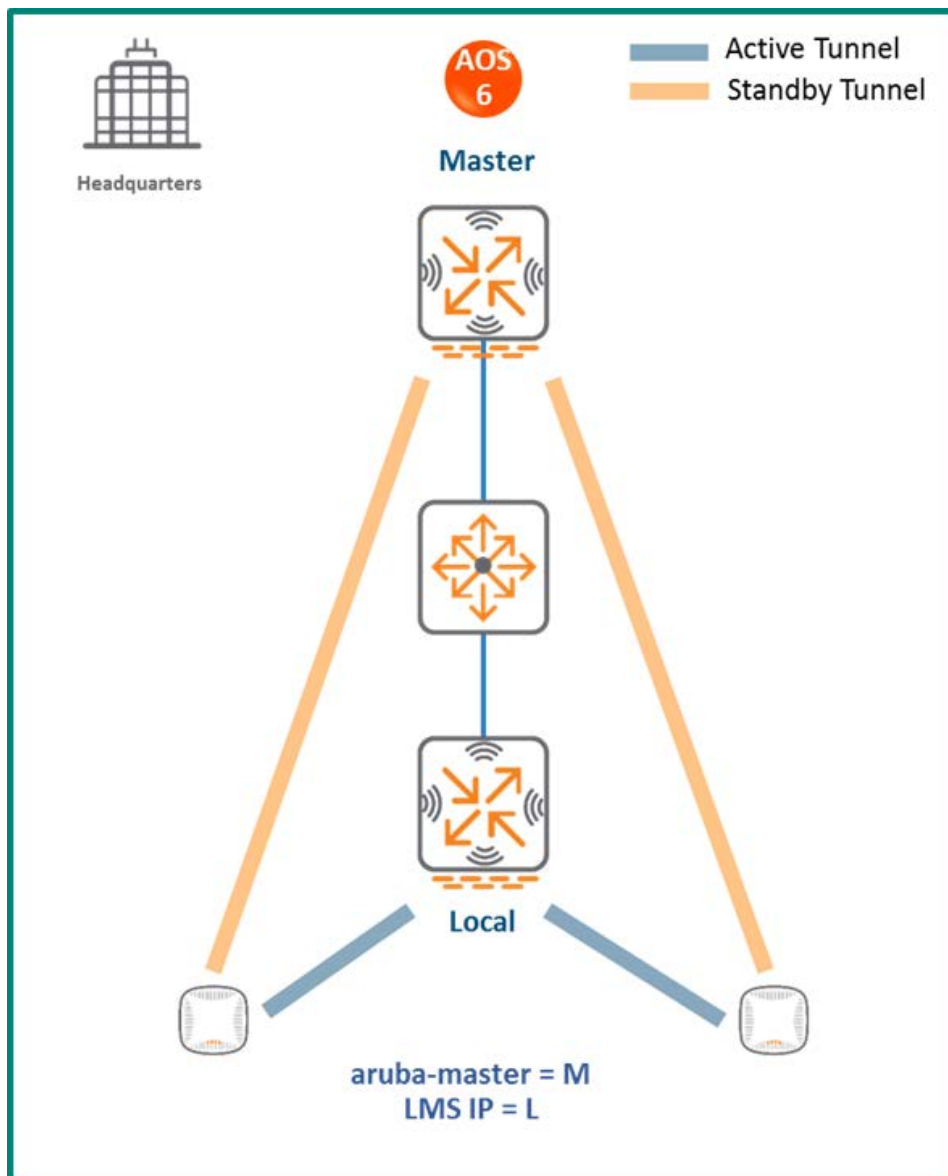 AOS
6
Active Tunnel
Standby Tunnel
Headquarters
Master
Local
aruba-master = M
LMS IP = L